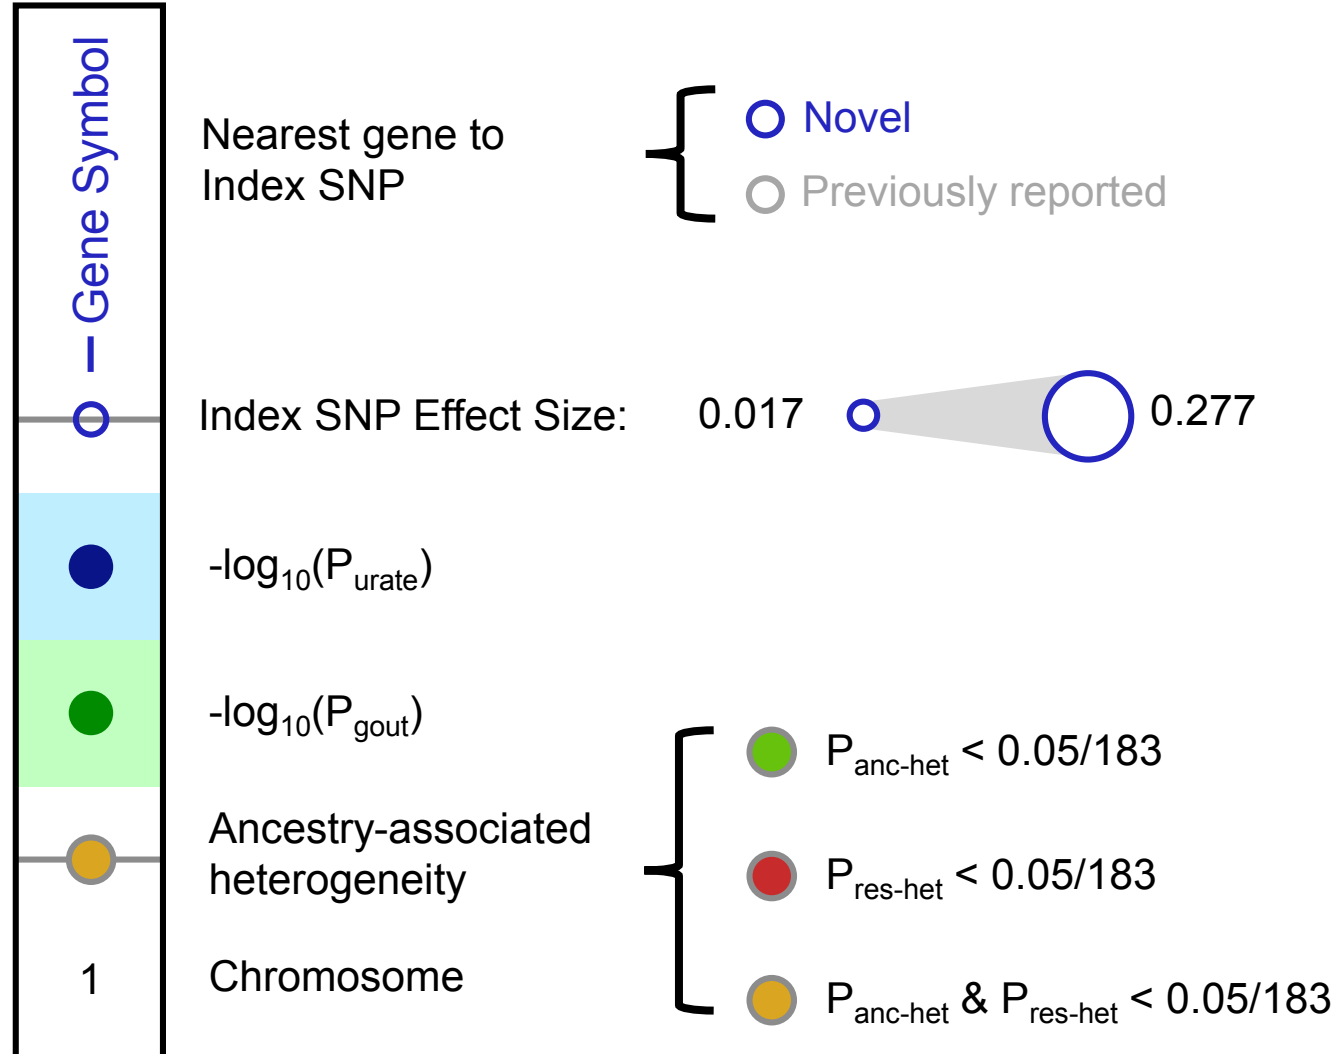 Gene Symbol
Nearest gene to
Index SNP
Novel
Previously reported
Index SNP Effect Size:
0.017
0.277
-log10(Purate)
-log10(Pgout)
Ancestry-associated
heterogeneity
Panc-het < 0.05/183
Pres-het < 0.05/183
Panc-het & Pres-het < 0.05/183
1
Chromosome